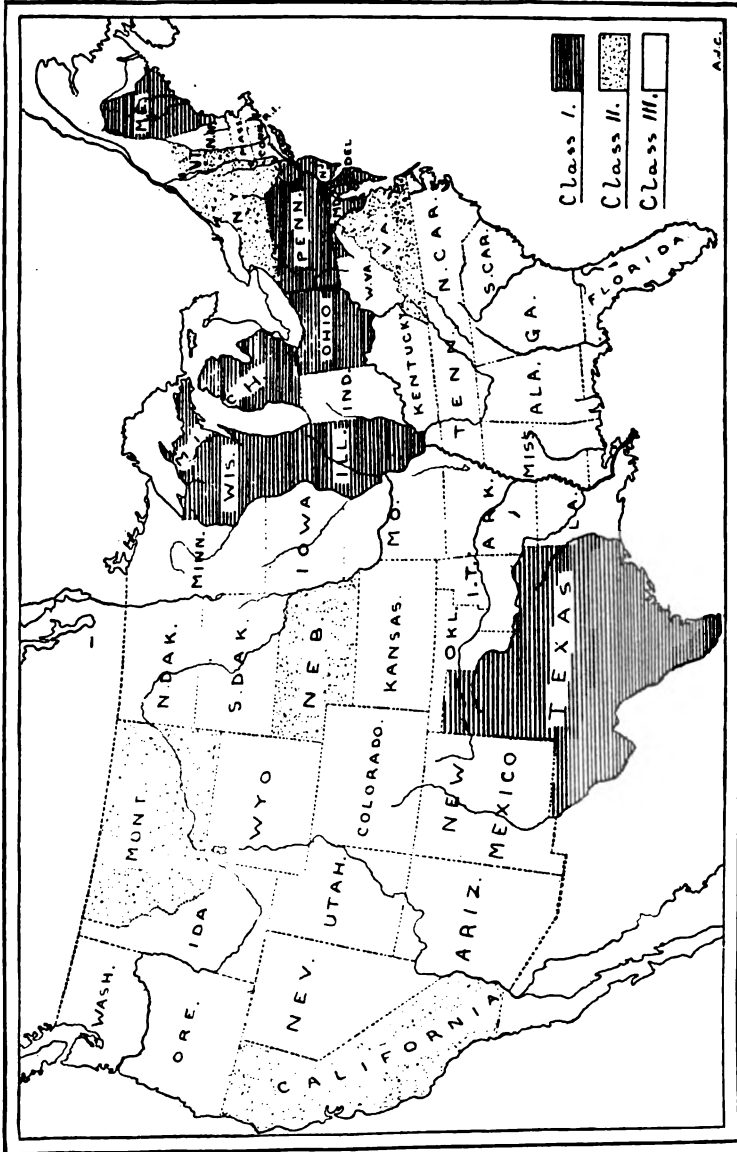 WASH.
ORE.
CALIFORNIA
NEV.
IDA
MONT
WYO
UTAH.
ARIZ.
COLORADO.
NEW MEXICO
N.DAK.
S.DAK
NEB
KANSAS.
OKL.
I.T.
TEXAS
MINN.
IOWA
MO.
ARK.
LA.
WIS.
ILL.
MICH
IND.
OHIO
KENTUCKY
TENN
MISS
ALA.
GA.
FLORIDA
S.CAR.
N.CAR.
VA.
W.VA
PENN.
N.Y.
DEL
ME.
Class I.
Class II.
Class III.
A.J.C.